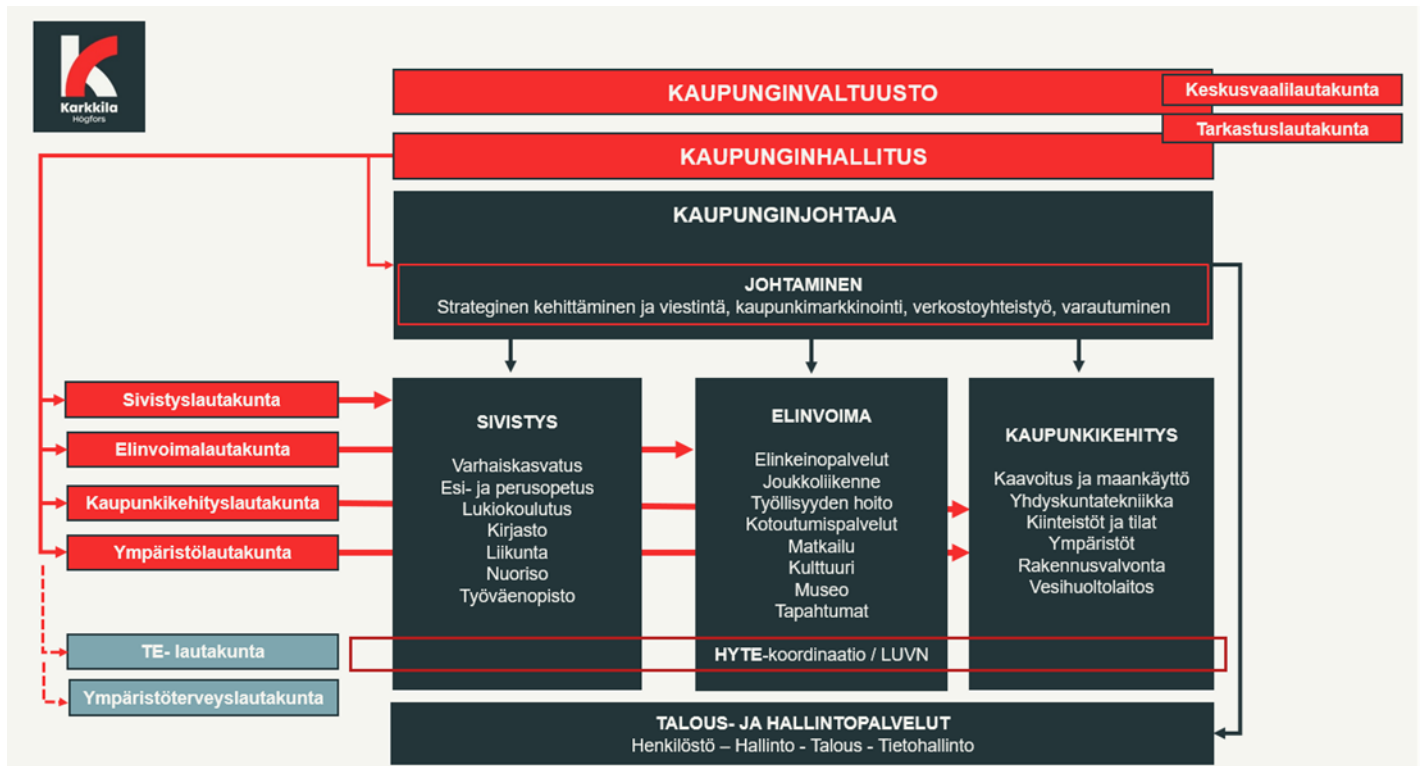 Karkkila
Högfors
KAUPUNGINVALTUUSTO
Keskusvaalilautakunta
Tarkastuslautakunta
KAUPUNGINHALLITUS
KAUPUNGINJOHTAJA
JOHTAMINEN
Strateginen kehittäminen ja viestintä, kaupunkimarkkinointi, verkostoyhteistyö, varautuminen
Sivistyslautakunta
Elinvoimalautakunta
Kaupunkikehityslautakunta
Ympäristölautakunta
TE- lautakunta
Ympäristöterveyslautakunta
SIVISTYS
Varhaiskasvatus
Esi- ja perusopetus
Lukiokoulutus
Kirjasto
Liikunta
Nuoriso
Työväenopisto
ELINVOIMA
Elinkeinopalvelut
Joukkoliikenne
Työllisyyden hoito
Kotoutumispalvelut
Matkailu
Kulttuuri
Museo
Tapahtumat
KAUPUNKIKEHITYS
Kaavoitus ja maankäyttö
Yhdyskuntatekniikka
Kiinteistöt ja tilat
Ympäristöt
Rakennusvalvonta
Vesihuoltolaitos
HYTE-koordinaatio / LUVN
TALOUS- JA HALLINTOPALVELUT
Henkilöstö – Hallinto - Talous - Tietohallinto